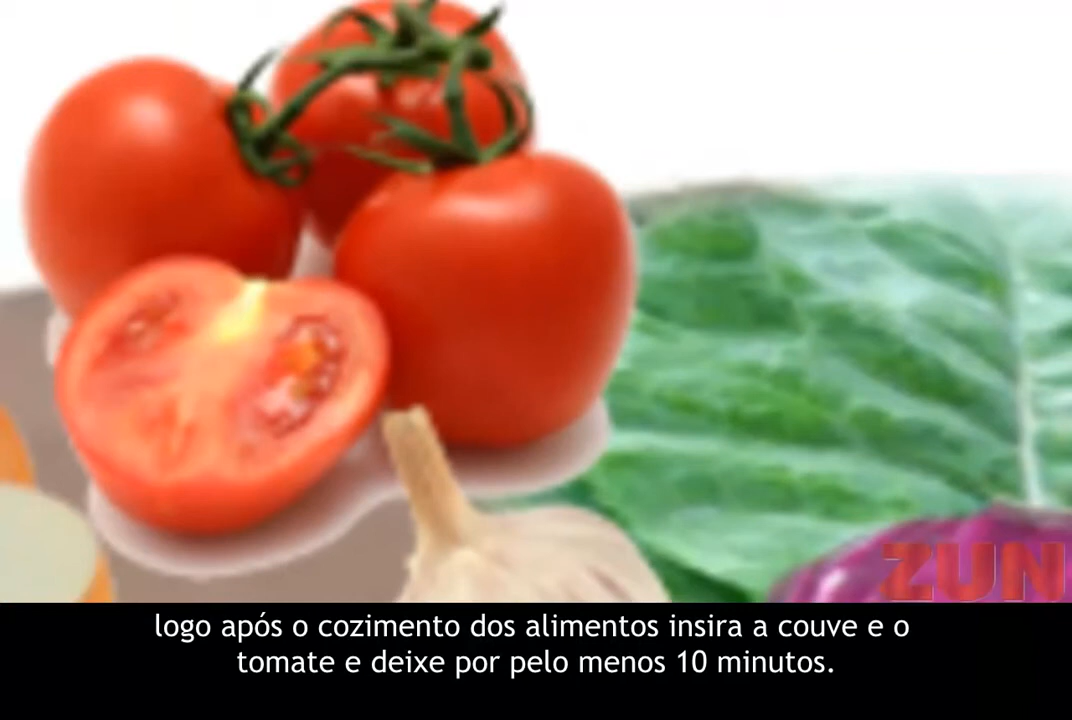 ZUN
logo após o cozimento dos alimentos insira a couve e o
tomate e deixe por pelo menos 10 minutos.